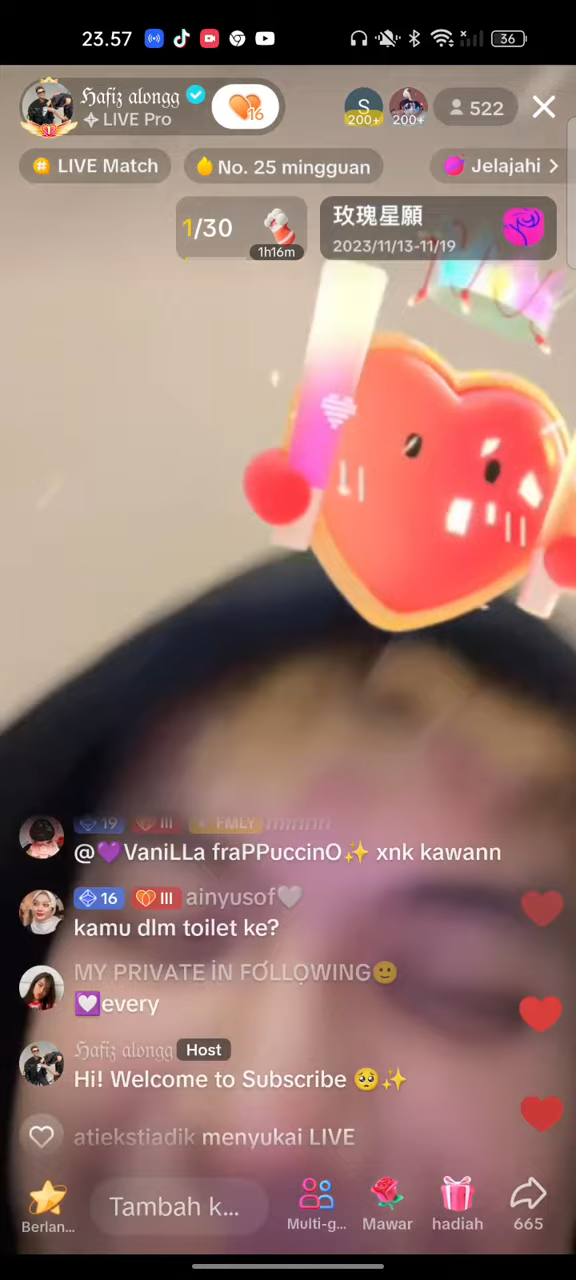 23.57
36
ℌafiz alongg
LIVE Pro
16
S
200+
200+
522
LIVE Match
No. 25 mingguan
Jelajahi
1/30
1h16m
玫瑰星願
2023/11/13-11/19
19 III FMLY
@💜VaniLLa fraPPuccinO✨ xnk kawann
16 III ainyusof🤍
kamu dlm toilet ke?
MY PRIVATE İN FOLLOWING🙂
💟every
ℌafiz alongg Host
Hi! Welcome to Subscribe 🥺✨
atiekstiadik menyukai LIVE
Berlan...
Tambah k...
Multi-g...
Mawar
hadiah
665